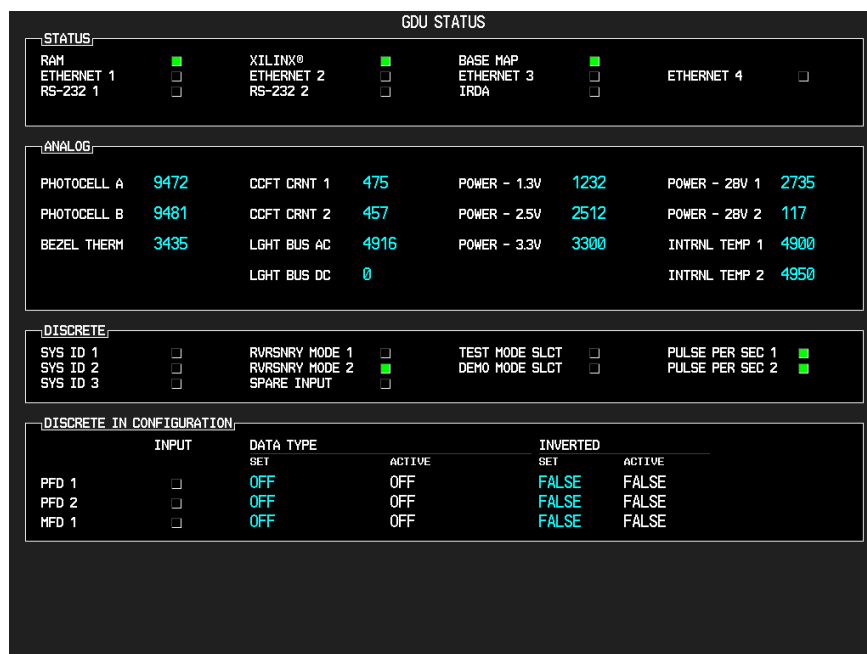 GDU STATUS
STATUS
RAM XILINX® BASE MAP
ETHERNET 1 ETHERNET 2 ETHERNET 3 ETHERNET 4
RS-232 1 RS-232 2 IRDA
ANALOG
PHOTOCELL A 9472 CCFT CRNT 1 475 POWER - 1.3V 1232 POWER - 28V 1 2735
PHOTOCELL B 9481 CCFT CRNT 2 457 POWER - 2.5V 2512 POWER - 28V 2 117
BEZEL THERM 3435 LGHT BUS AC 4916 POWER - 3.3V 3300 INTRNL TEMP 1 4900
LGHT BUS DC 0 INTRNL TEMP 2 4950
DISCRETE
SYS ID 1 RVRSNRY MODE 1 TEST MODE SLCT PULSE PER SEC 1
SYS ID 2 RVRSNRY MODE 2 DEMO MODE SLCT PULSE PER SEC 2
SYS ID 3 SPARE INPUT
DISCRETE IN CONFIGURATION
INPUT DATA TYPE INVERTED
SET ACTIVE SET ACTIVE
PFD 1 OFF OFF FALSE FALSE
PFD 2 OFF OFF FALSE FALSE
MFD 1 OFF OFF FALSE FALSE